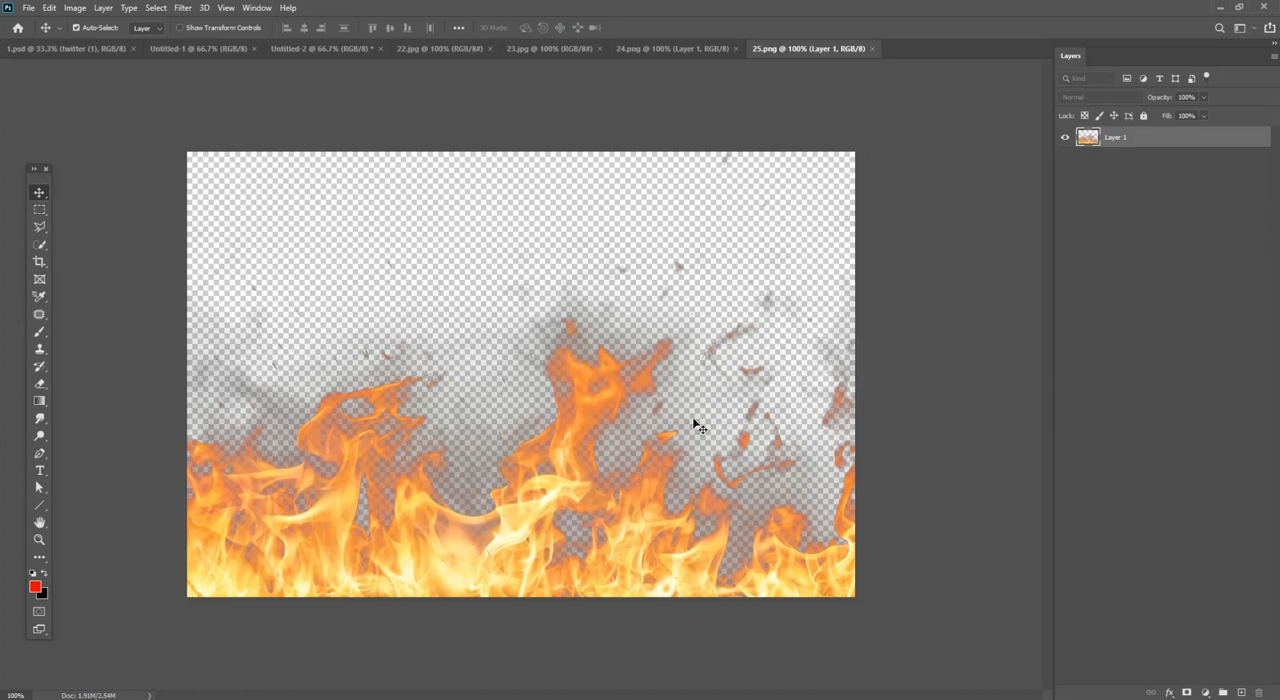 Ps File Edit Image Layer Type Select Filter 3D View Window Help
Auto-Select: Layer Show Transform Controls 3D Mode:
1.psd @ 33.3% (twitter (1), RGB/8) × Untitled-1 @ 66.7% (RGB/8) × Untitled-2 @ 66.7% (RGB/8) * × 22.jpg @ 100% (RGB/8#) × 23.jpg @ 100% (RGB/8#) × 24.png @ 100% (Layer 1, RGB/8) × 25.png @ 100% (Layer 1, RGB/8) ×
Layers
Kind
Normal Opacity: 100%
Lock: Fill: 100%
Layer 1
100% Doc: 1.91M/2.54M